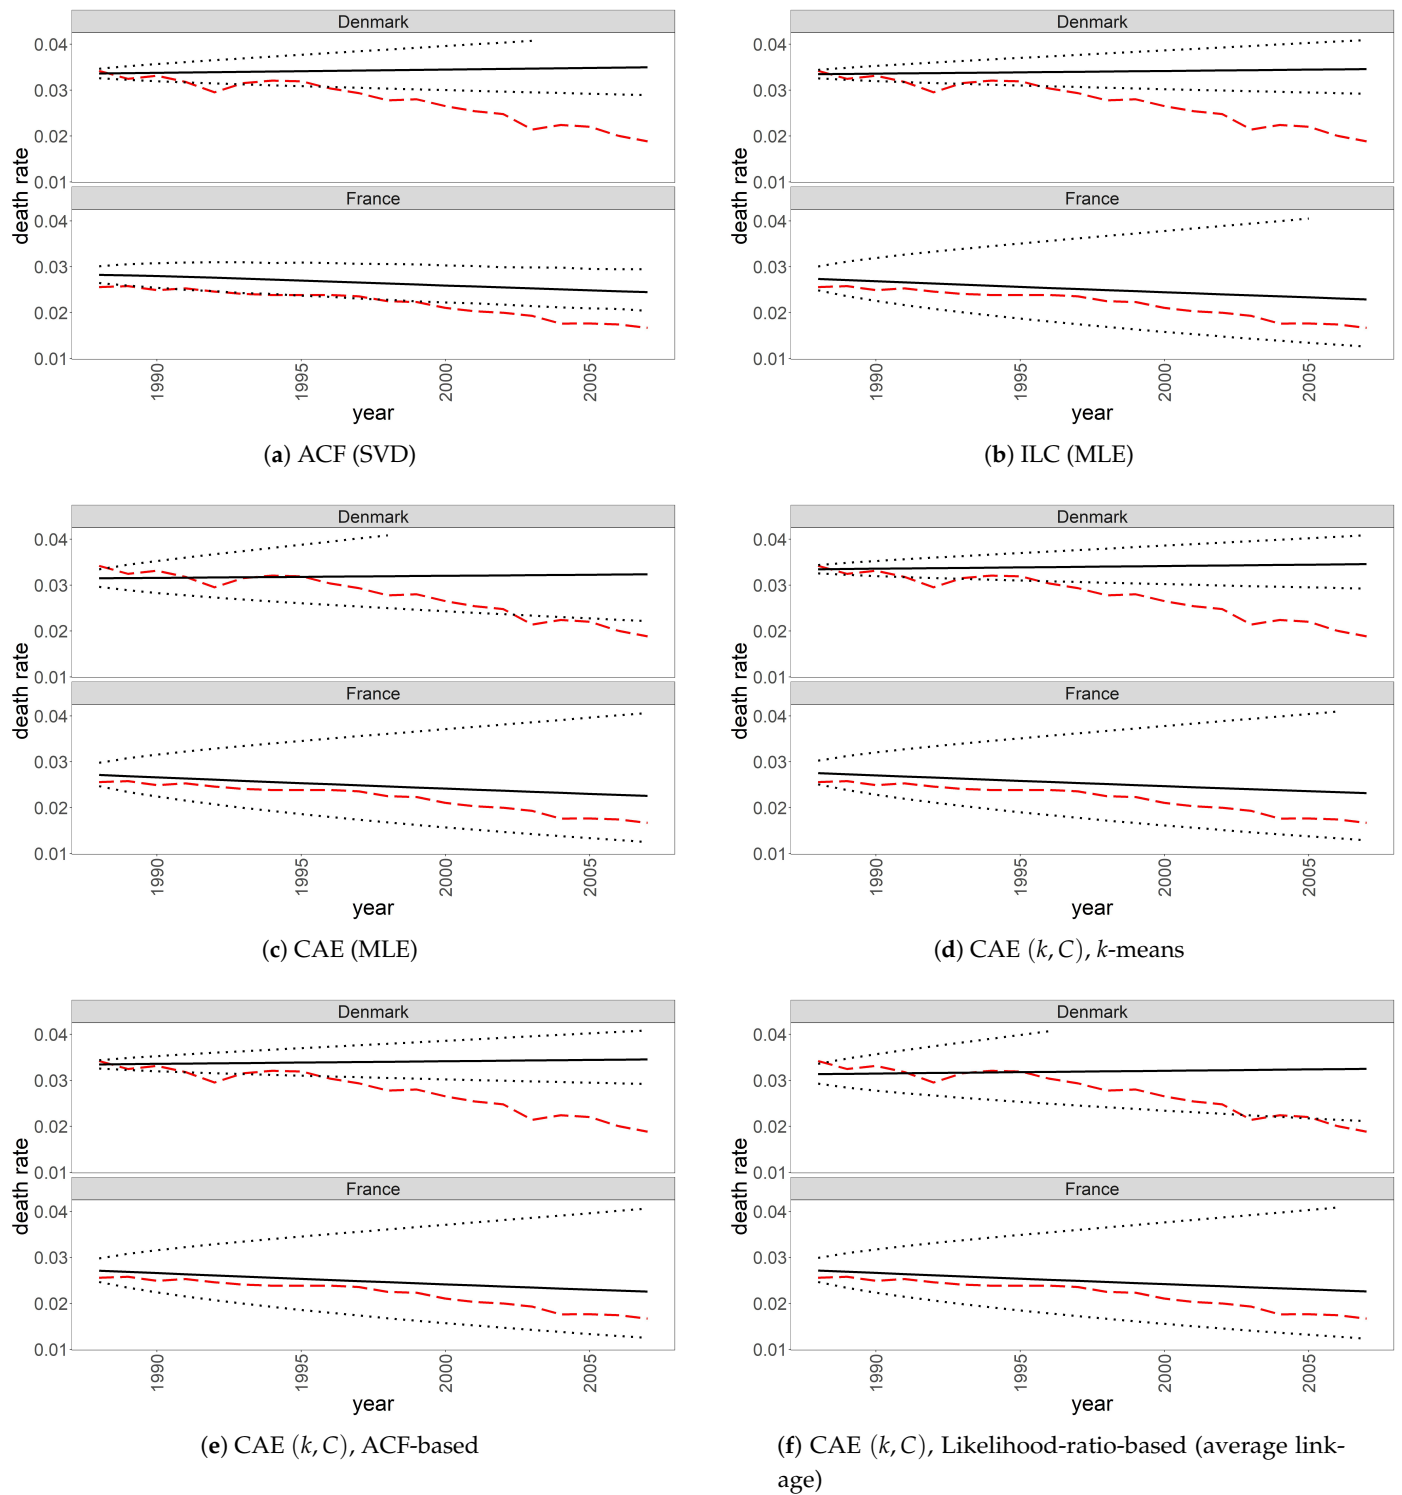 Denmark
0.04
0.03
0.02
0.01
France
0.04
0.03
0.02
0.01
death rate
1990
1995
2000
2005
year
(a) ACF (SVD)
Denmark
0.04
0.03
0.02
0.01
France
0.04
0.03
0.02
0.01
death rate
1990
1995
2000
2005
year
(b) ILC (MLE)
Denmark
0.04
0.03
0.02
0.01
France
0.04
0.03
0.02
0.01
death rate
1990
1995
2000
2005
year
(c) CAE (MLE)
Denmark
0.04
0.03
0.02
0.01
France
0.04
0.03
0.02
0.01
death rate
1990
1995
2000
2005
year
(d) CAE (k, C), k-means
Denmark
0.04
0.03
0.02
0.01
France
0.04
0.03
0.02
0.01
death rate
1990
1995
2000
2005
year
(e) CAE (k, C), ACF-based
Denmark
0.04
0.03
0.02
0.01
France
0.04
0.03
0.02
0.01
death rate
1990
1995
2000
2005
year
(f) CAE (k, C), Likelihood-ratio-based (average link-
age)